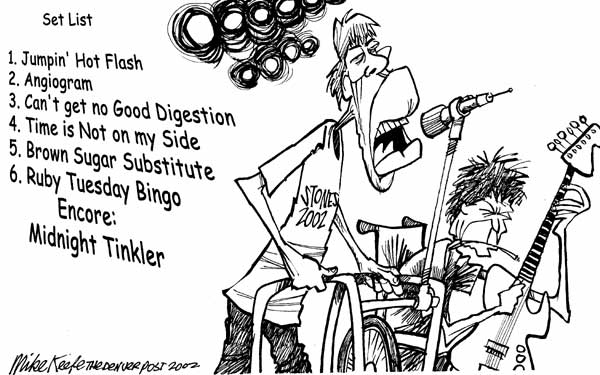 Set List
1. Jumpin' Hot Flash
2. Angiogram
3. Can't get no Good Digestion
4. Time is Not on my Side
5. Brown Sugar Substitute
6. Ruby Tuesday Bingo
Encore:
Midnight Tinkler
STONES
2002
Mike Keefe THE DENVER POST 2002